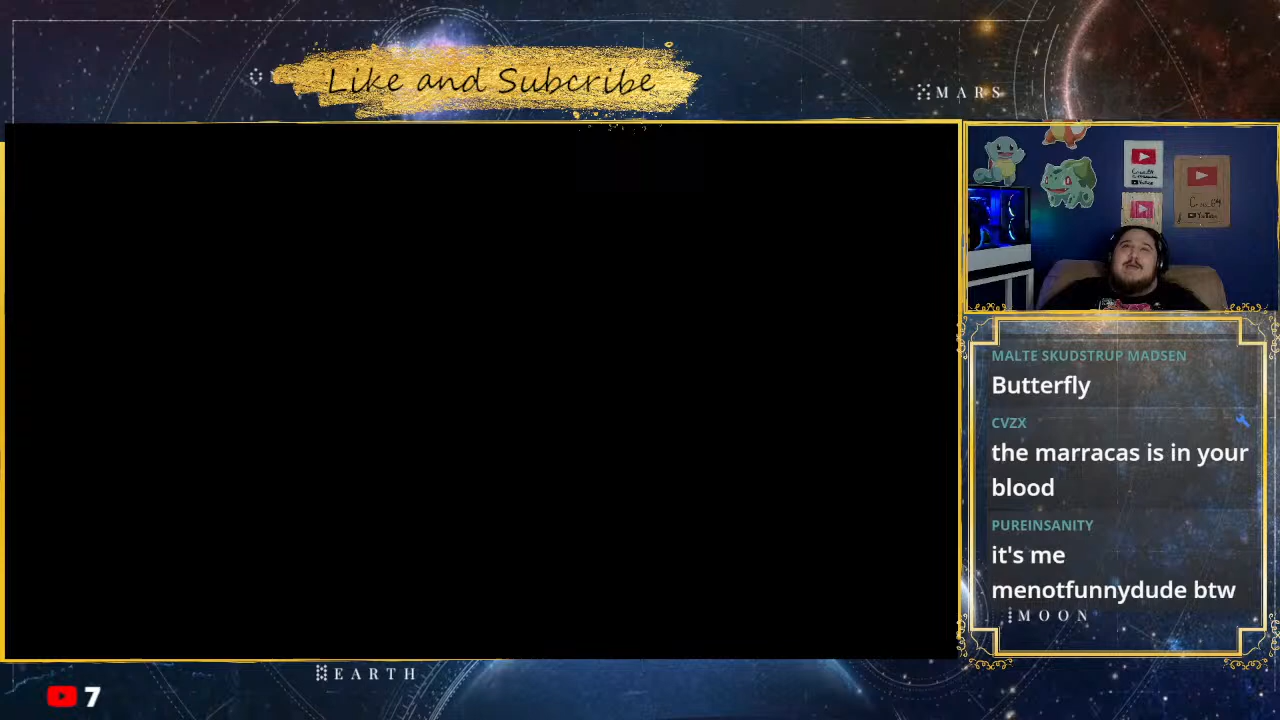 Like and Subcribe
MARS
MALTE SKUDSTRUP MADSEN
Butterfly
CVZX
the marracas is in your
blood
PUREINSANITY
it's me
menotfunnydude btw
MOON
EARTH
7